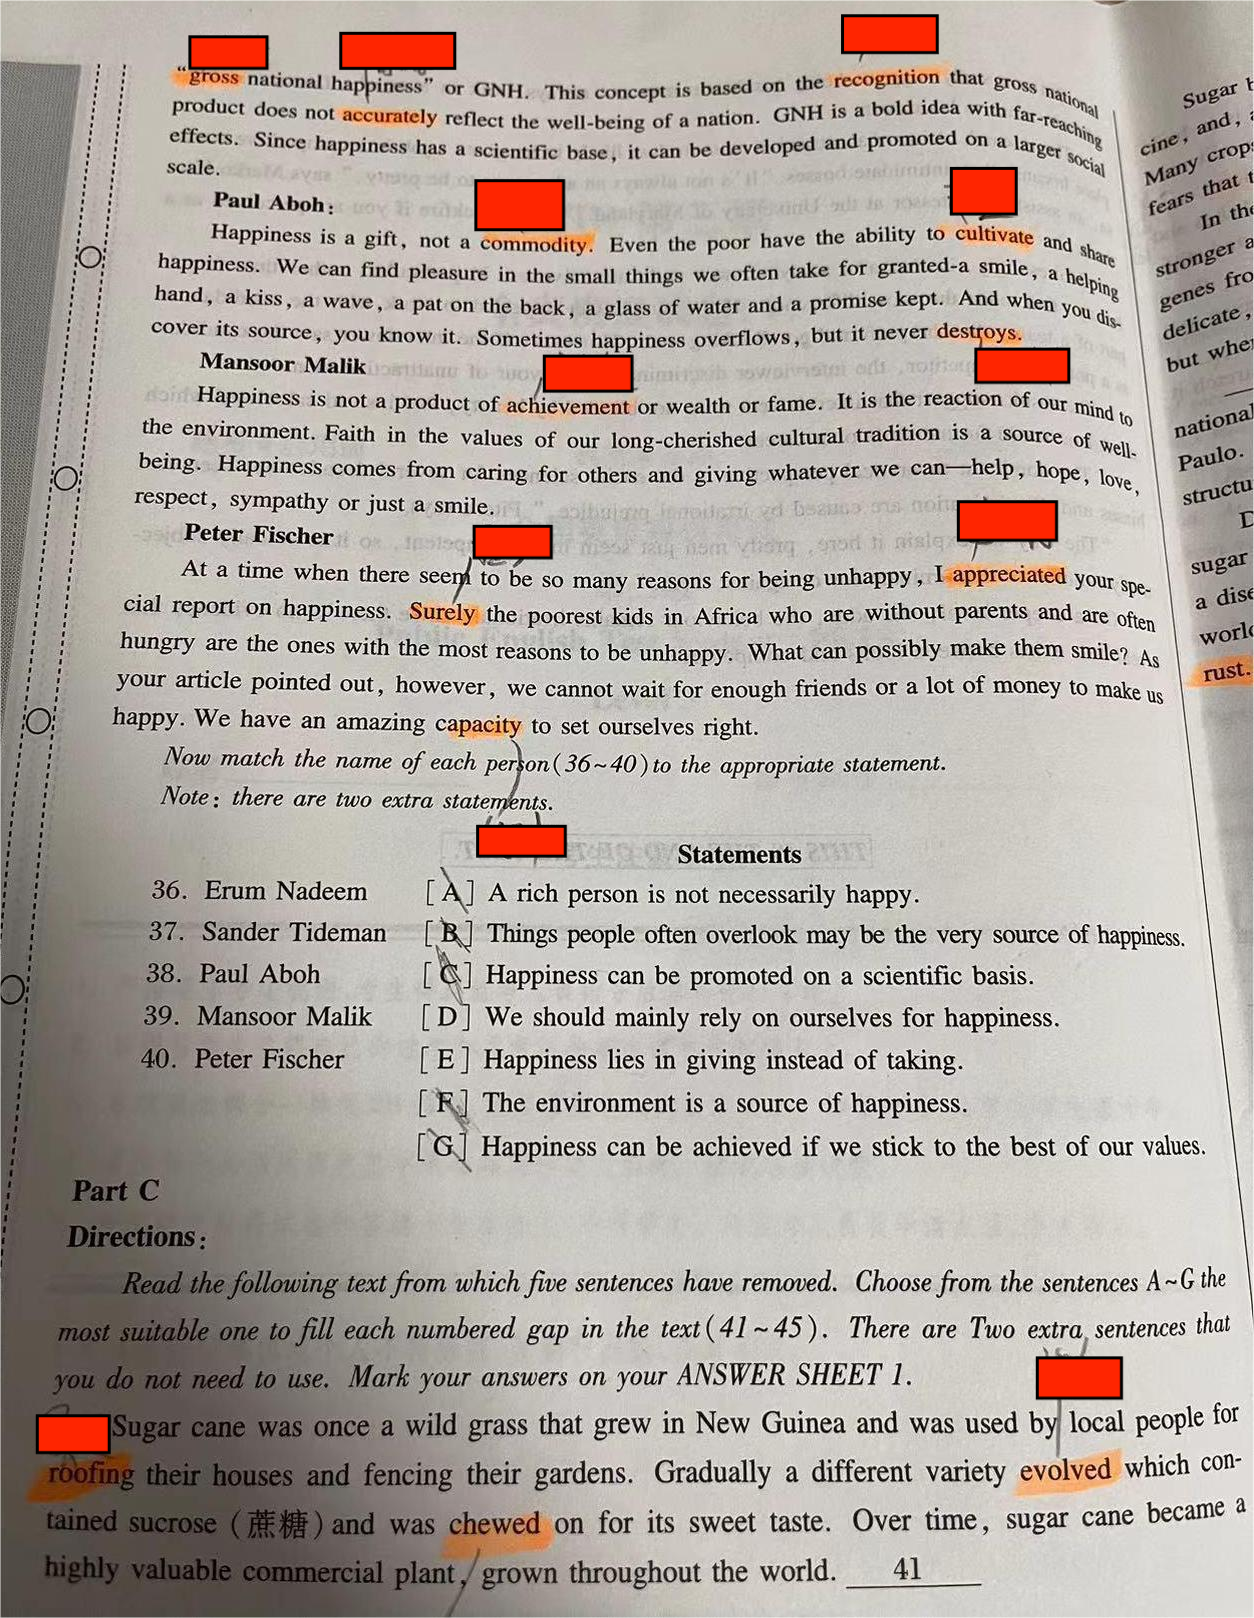 "gross national happiness" or GNH. This concept is based on the recognition that gross national
product does not accurately reflect the well-being of a nation. GNH is a bold idea with far-reaching
effects. Since happiness has a scientific base, it can be developed and promoted on a larger social
scale.
Paul Aboh:
Happiness is a gift, not a commodity. Even the poor have the ability to cultivate and share
happiness. We can find pleasure in the small things we often take for granted-a smile, a helping
hand, a kiss, a wave, a pat on the back, a glass of water and a promise kept. And when you dis-
cover its source, you know it. Sometimes happiness overflows, but it never destroys.
Mansoor Malik
Happiness is not a product of achievement or wealth or fame. It is the reaction of our mind to
the environment. Faith in the values of our long-cherished cultural tradition is a source of well-
being. Happiness comes from caring for others and giving whatever we can—help, hope, love,
respect, sympathy or just a smile.
Peter Fischer
At a time when there seem to be so many reasons for being unhappy, I appreciated your spe-
cial report on happiness. Surely the poorest kids in Africa who are without parents and are often
hungry are the ones with the most reasons to be unhappy. What can possibly make them smile? As
your article pointed out, however, we cannot wait for enough friends or a lot of money to make us
happy. We have an amazing capacity to set ourselves right.
Now match the name of each person(36~40)to the appropriate statement.
Note: there are two extra statements.
Statements
36. Erum Nadeem [A] A rich person is not necessarily happy.
37. Sander Tideman [B] Things people often overlook may be the very source of happiness.
38. Paul Aboh [C] Happiness can be promoted on a scientific basis.
39. Mansoor Malik [D] We should mainly rely on ourselves for happiness.
40. Peter Fischer [E] Happiness lies in giving instead of taking.
[F] The environment is a source of happiness.
[G] Happiness can be achieved if we stick to the best of our values.
Part C
Directions:
Read the following text from which five sentences have removed. Choose from the sentences A~G the
most suitable one to fill each numbered gap in the text(41~45). There are Two extra sentences that
you do not need to use. Mark your answers on your ANSWER SHEET 1.
Sugar cane was once a wild grass that grew in New Guinea and was used by local people for
roofing their houses and fencing their gardens. Gradually a different variety evolved which con-
tained sucrose (蔗糖) and was chewed on for its sweet taste. Over time, sugar cane became a
highly valuable commercial plant, grown throughout the world. 41
Sugar
cine, and,
Many crop
fears that
In the
stronger
genes fro
delicate,
but whe
national
Paulo.
structu
sugar
a dise
world
rust.